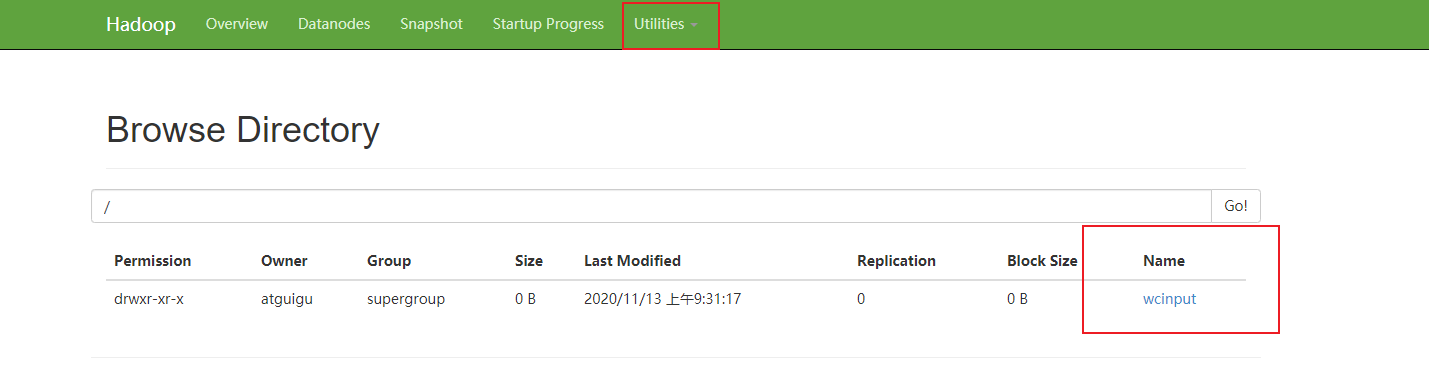 Hadoop Overview Datanodes Snapshot Startup Progress Utilities
Browse Directory
/ Go!
Permission Owner Group Size Last Modified Replication Block Size Name
drwxr-xr-x atguigu supergroup 0 B 2020/11/13 上午9:31:17 0 0 B wcinput